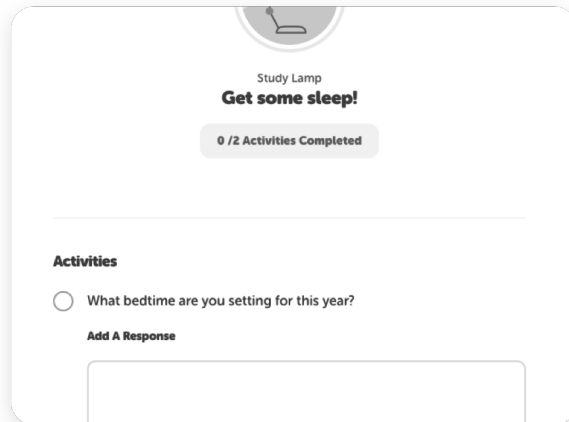 Study Lamp
Get some sleep!
0 /2 Activities Completed
Activities
What bedtime are you setting for this year?
Add A Response